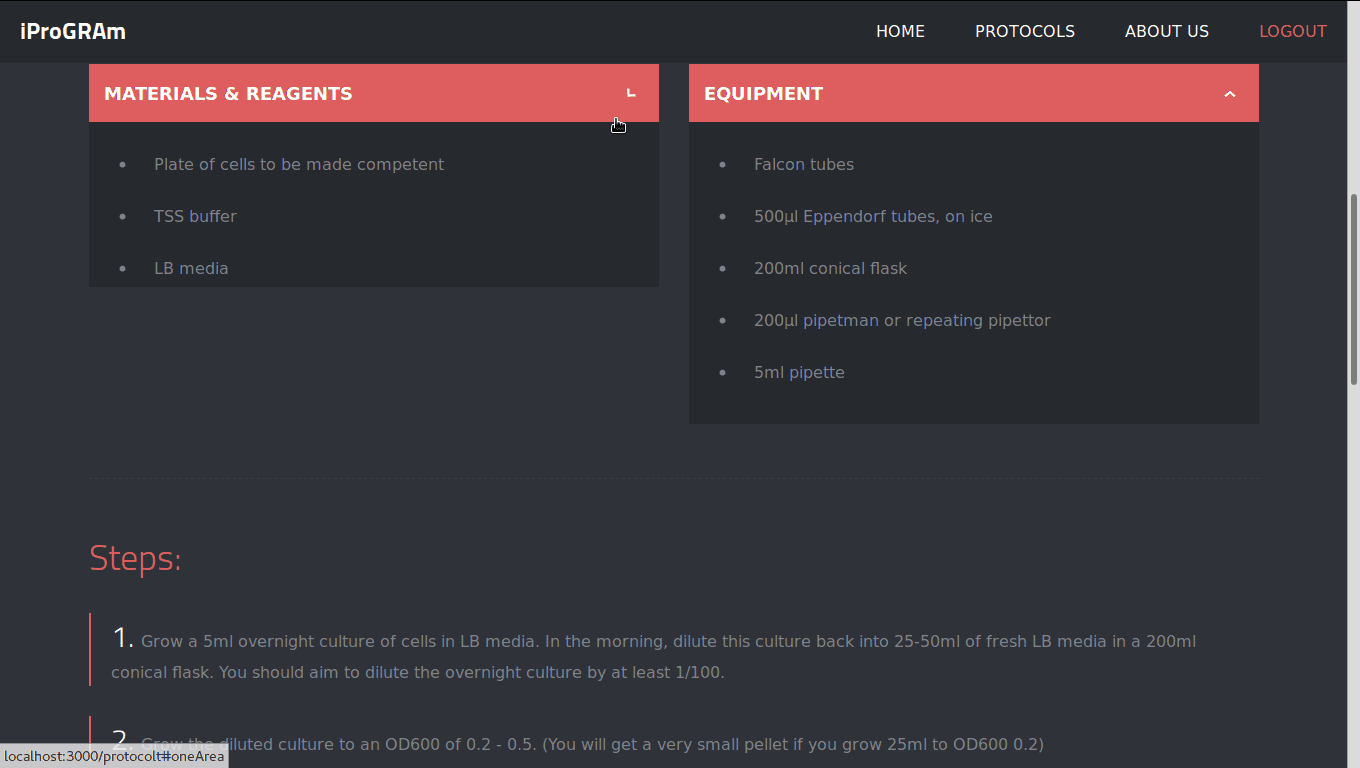 iProGRAm
HOME PROTOCOLS ABOUT US LOGOUT
MATERIALS & REAGENTS
• Plate of cells to be made competent
• TSS buffer
• LB media
EQUIPMENT
• Falcon tubes
• 500µl Eppendorf tubes, on ice
• 200ml conical flask
• 200µl pipetman or repeating pipettor
• 5ml pipette
Steps:
1. Grow a 5ml overnight culture of cells in LB media. In the morning, dilute this culture back into 25-50ml of fresh LB media in a 200ml
conical flask. You should aim to dilute the overnight culture by at least 1/100.
2. Grow the diluted culture to an OD600 of 0.2 - 0.5. (You will get a very small pellet if you grow 25ml to OD600 0.2)
localhost:3000/protocolt#oneArea